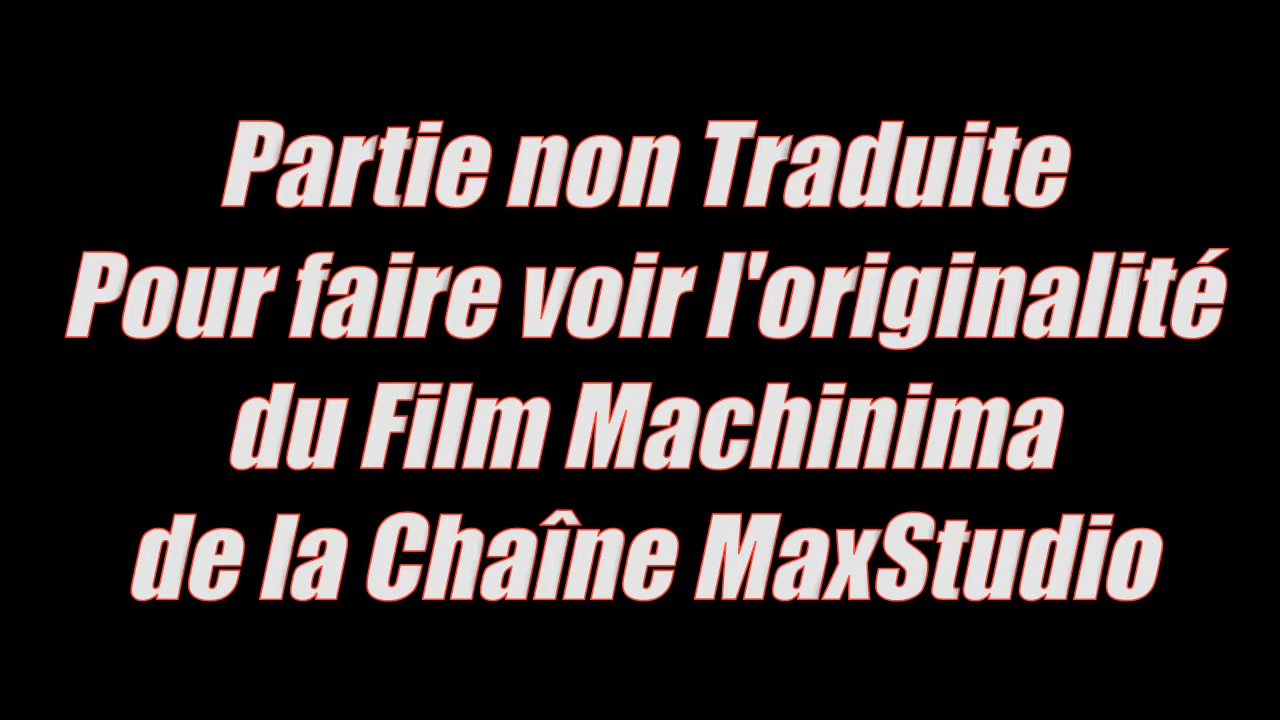 Partie non Traduite
Pour faire voir l'originalité
du Film Machinima
de la Chaîne MaxStudio